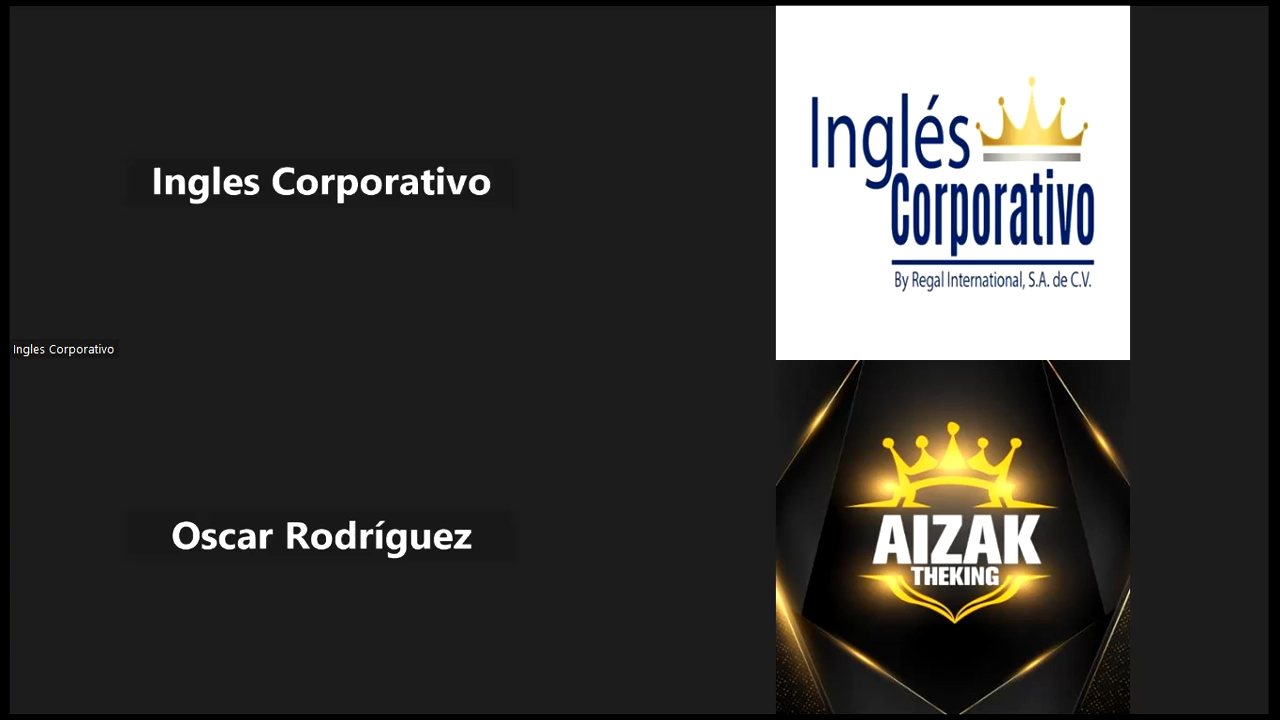 Ingles Corporativo
Inglés
Corporativo
By Regal International, S.A. de C.V.
Ingles Corporativo
Oscar Rodríguez
AIZAK
THEKING